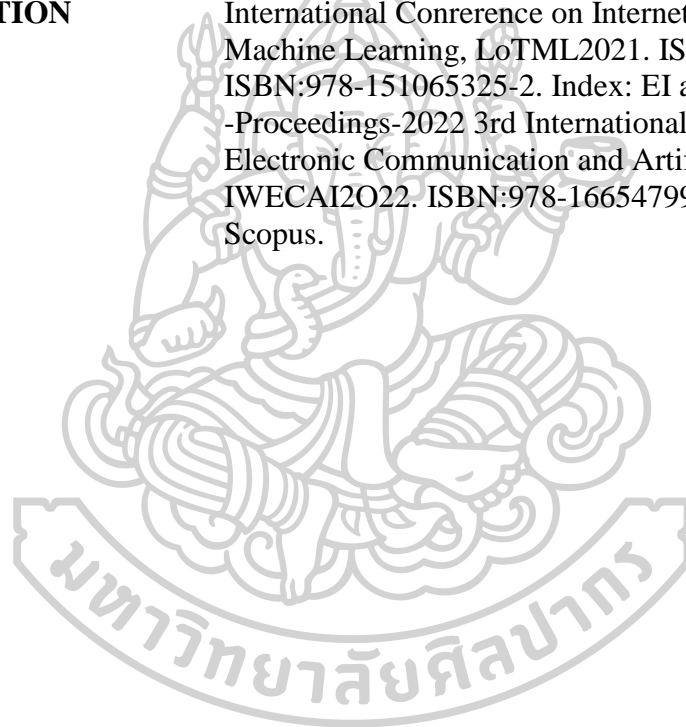 TION International Conrerence on Internet
Machine Learning, LoTML2021. IS
ISBN:978-151065325-2. Index: EI a
-Proceedings-2022 3rd International
Electronic Communication and Arti
IWECAI2O22. ISBN:978-16654799
Scopus.
มหาวิทยาลัยศิลปากร